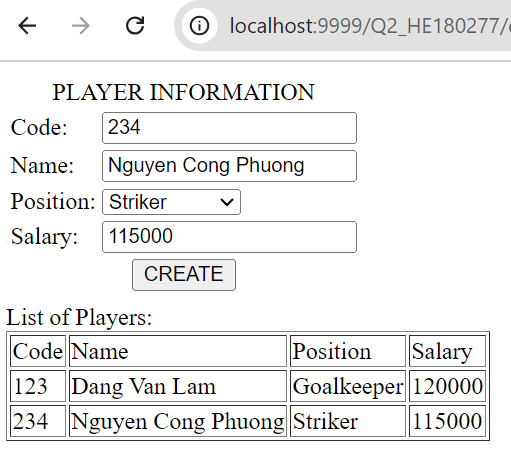 localhost:9999/Q2_HE180277/
PLAYER INFORMATION
Code: 234
Name: Nguyen Cong Phuong
Position: Striker
Salary: 115000
CREATE
List of Players:
Code Name Position Salary
123 Dang Van Lam Goalkeeper 120000
234 Nguyen Cong Phuong Striker 115000